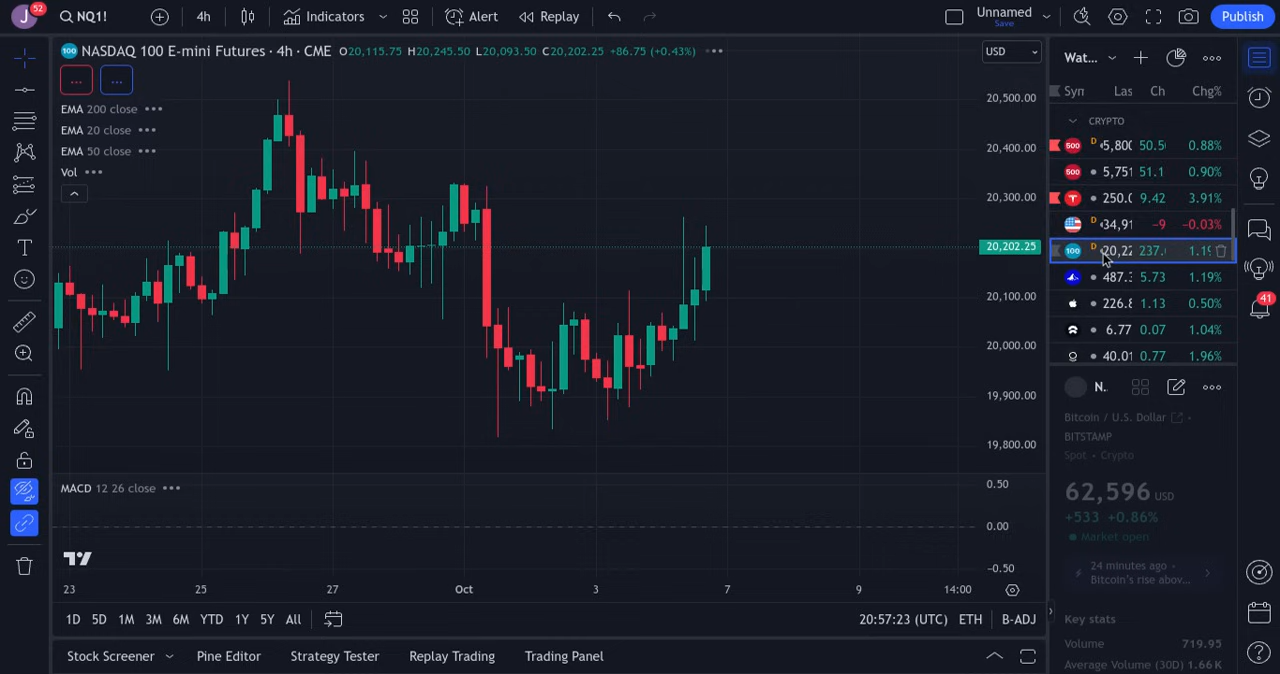 J 52 NQ1! 4h Indicators Alert Replay Unnamed Save Publish
100 NASDAQ 100 E-mini Futures · 4h · CME O20,115.75 H20,245.50 L20,093.50 C20,202.25 +86.75 (+0.43%)
USD
EMA 200 close
EMA 20 close
EMA 50 close
Vol
20,500.00
20,400.00
20,300.00
20,202.25
20,100.00
20,000.00
19,900.00
19,800.00
MACD 12 26 close
0.50
0.00
−0.50
23 25 27 Oct 3 7 9 14:00
1D 5D 1M 3M 6M YTD 1Y 5Y All
20:57:23 (UTC) ETH B-ADJ
Stock Screener Pine Editor Strategy Tester Replay Trading Trading Panel
Wat...
Syn Las Ch Chg%
CRYPTO
500 D 5,800 50.5 0.88%
500 5,751 51.1 0.90%
250.0 9.42 3.91%
D 34,91 −9 −0.03%
100 D 20,22 237. 1.19
487.3 5.73 1.19%
226.8 1.13 0.50%
6.77 0.07 1.04%
40.01 0.77 1.96%
41
N..
Bitcoin / U.S. Dollar
BITSTAMP
Spot • Crypto
62,596 USD
+533 +0.86%
Market open
24 minutes ago •
Bitcoin's rise abov...
Key stats
Volume 719.95
Average Volume (30D) 1.66K